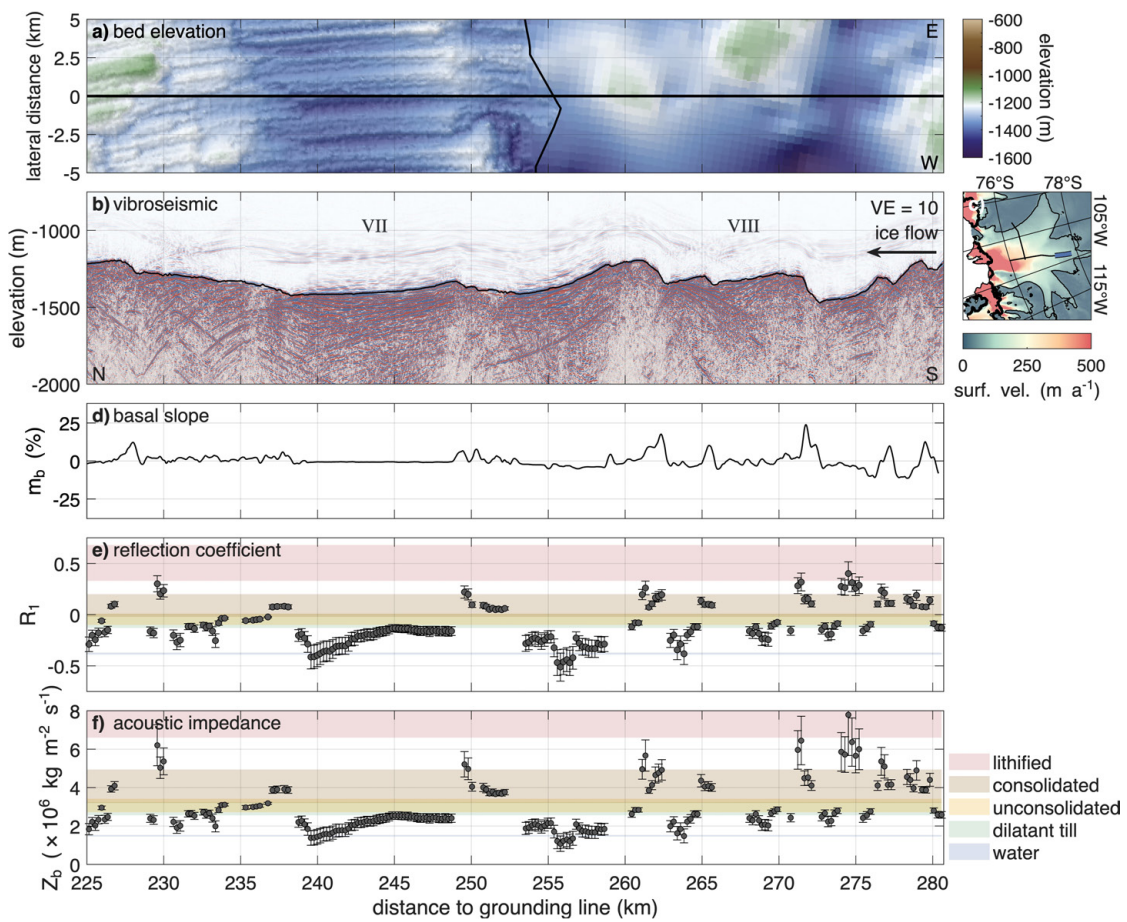 a) bed elevation
E
W
lateral distance (km)
5
2.5
0
-2.5
-5
-600
-800
-1000
-1200
-1400
-1600
elevation (m)
b) vibroseismic
VII
VIII
VE = 10
ice flow
N
S
elevation (m)
-1000
-1500
-2000
76°S
78°S
105°W
115°W
0
250
500
surf. vel. (m a-1)
d) basal slope
mb (%)
25
0
-25
e) reflection coefficient
R1
0.5
0
-0.5
f) acoustic impedance
Zb ( × 10⁶ kg m⁻² s⁻¹)
8
6
4
2
0
225
230
235
240
245
250
255
260
265
270
275
280
distance to grounding line (km)
lithified
consolidated
unconsolidated
dilatant till
water